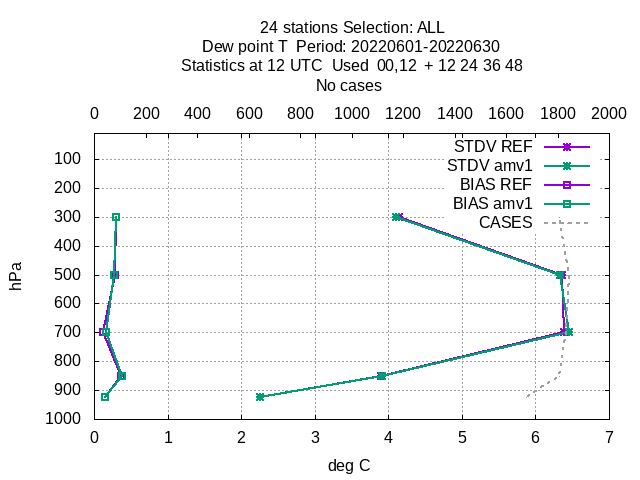 24 stations Selection: ALL
Dew point T  Period: 20220601-20220630
Statistics at 12 UTC  Used  00,12  + 12 24 36 48
No cases
0 200 400 600 800 1000 1200 1400 1600 1800 2000
STDV REF
STDV amv1
BIAS REF
BIAS amv1
CASES
hPa
100
200
300
400
500
600
700
800
900
1000
0 1 2 3 4 5 6 7
deg C